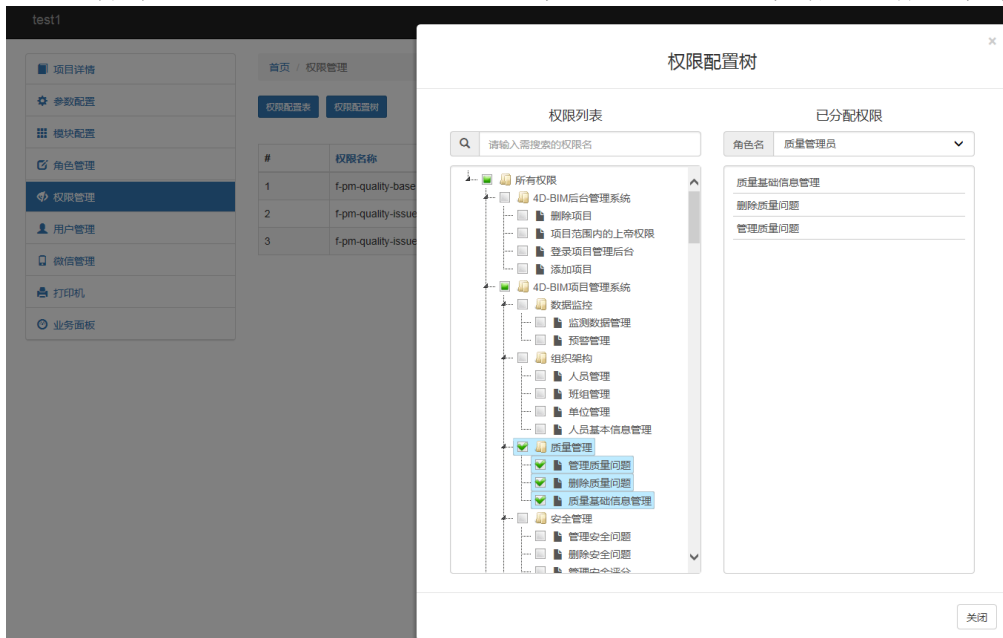 test1
项目详情
参数配置
模块配置
角色管理
权限管理
用户管理
微信管理
打印机
业务面板
首页 / 权限管理
权限配置表 权限配置树
# 权限名称
1 f-pm-quality-base
2 f-pm-quality-issue
3 f-pm-quality-issue
×
权限配置树
权限列表
请输入需搜索的权限名
所有权限
4D-BIM后台管理系统
删除项目
项目范围内的上帝权限
登录项目管理后台
添加项目
4D-BIM项目管理系统
数据监控
监测数据管理
预警管理
组织架构
人员管理
班组管理
单位管理
人员基本信息管理
质量管理
管理质量问题
删除质量问题
质量基础信息管理
安全管理
管理安全问题
删除安全问题
管理安全评分
已分配权限
角色名 质量管理员
质量基础信息管理
删除质量问题
管理质量问题
关闭